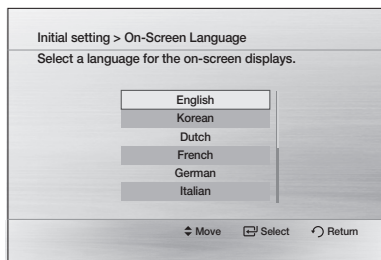 Initial setting > On-Screen Language
Select a language for the on-screen displays.
English
Korean
Dutch
French
German
Italian
Move Select Return